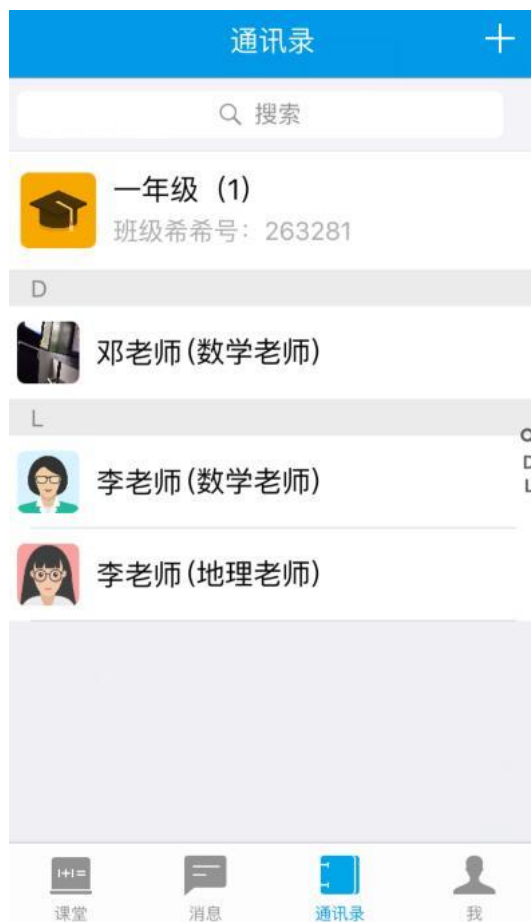 通讯录
搜索
一年级 (1)
班级希希号: 263281
D
邓老师(数学老师)
L
李老师(数学老师)
D
L
李老师(地理老师)
1+1=
课堂
消息
通讯录
我